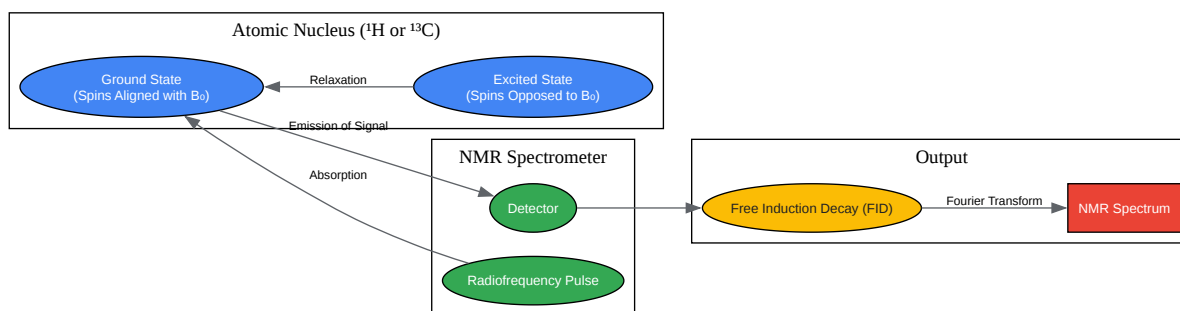 Atomic Nucleus (¹H or ¹³C)
Ground State
(Spins Aligned with B₀)
Relaxation
Excited State
(Spins Opposed to B₀)
Emission of Signal
Absorption
NMR Spectrometer
Detector
Radiofrequency Pulse
Output
Free Induction Decay (FID)
Fourier Transform
NMR Spectrum